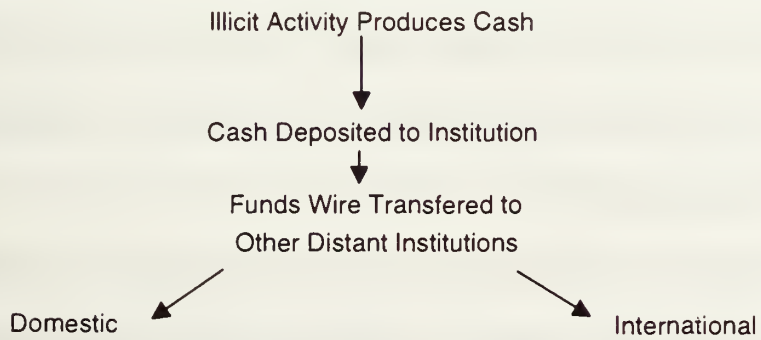 Illicit Activity Produces Cash
Cash Deposited to Institution
Funds Wire Transfered to
Other Distant Institutions
Domestic
International